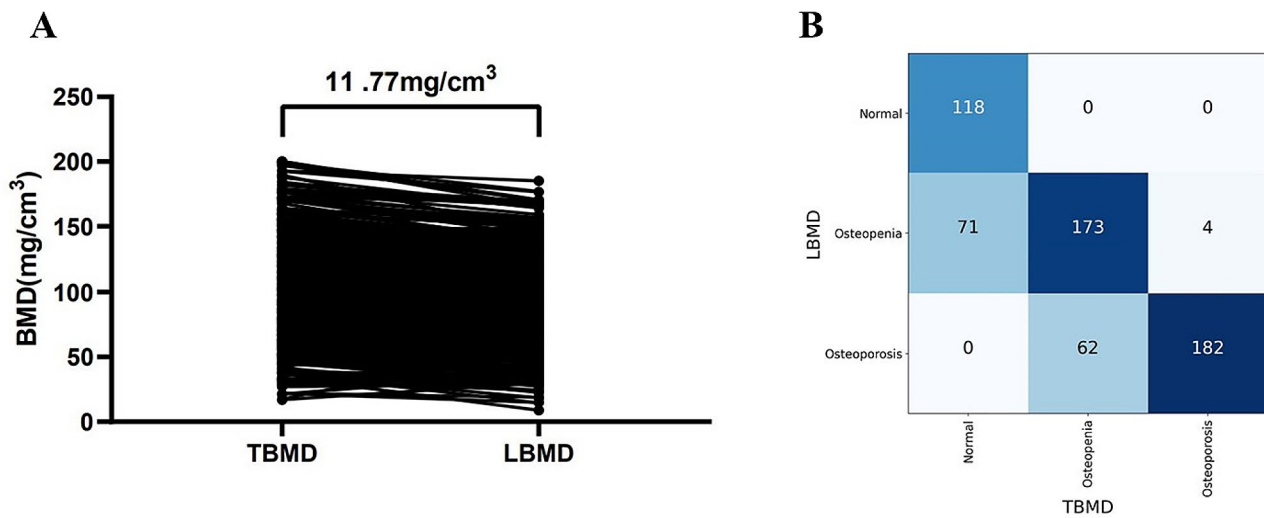 A
11 .77mg/cm³
BMD(mg/cm³)
250
200
150
100
50
0
TBMD
LBMD
B
LBMD
Normal
118
0
0
Osteopenia
71
173
4
Osteoporosis
0
62
182
Normal
Osteopenia
Osteoporosis
TBMD